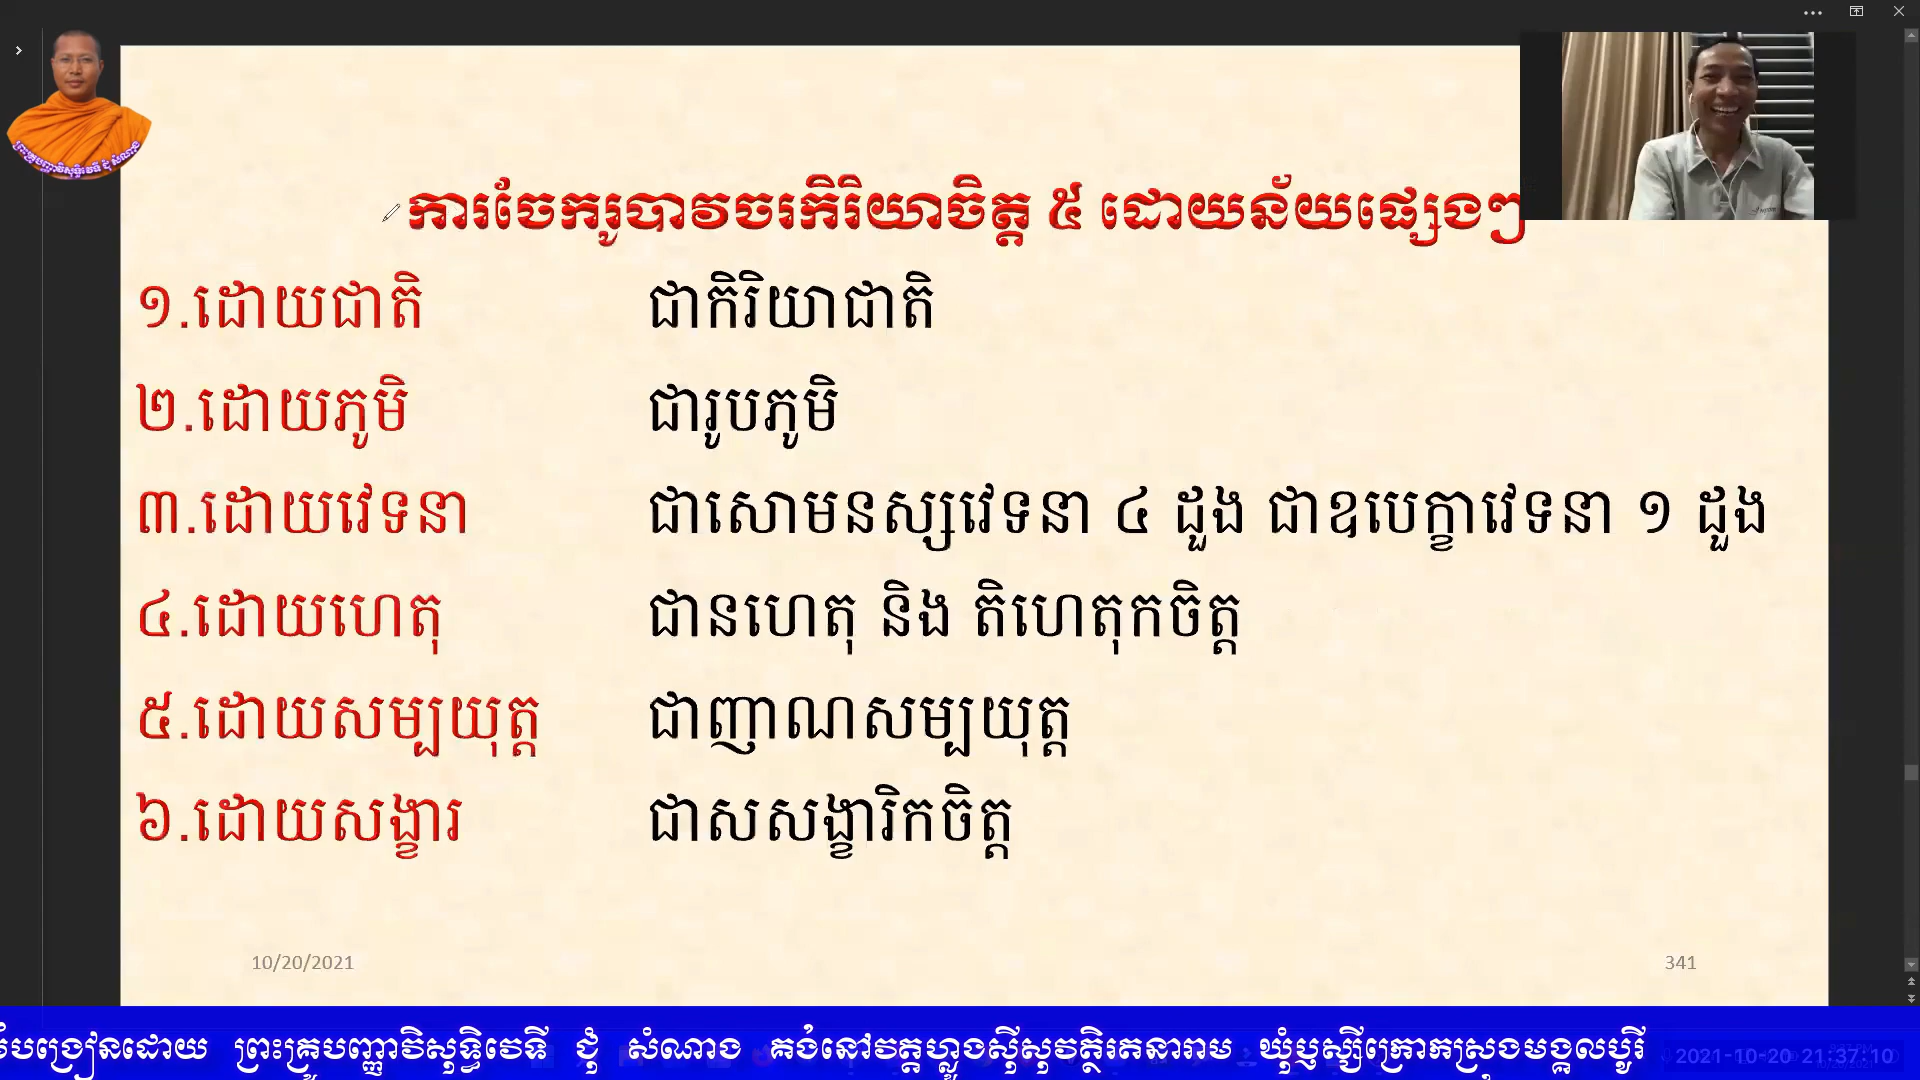 ការចែករូបាវចរកិរិយាចិត្ត ៥ ដោយន័យផ្សេងៗ
១.ដោយជាតិ ជាកិរិយាជាតិ
២.ដោយភូមិ ជារូបភូមិ
៣.ដោយវេទនា ជាសោមនស្សវេទនា ៤ ដួង ជាឧបេក្ខាវេទនា ១ ដួង
៤.ដោយហេតុ ជានហេតុ និង តិហេតុកចិត្ត
៥.ដោយសម្បយុត្ត ជាញាណសម្បយុត្ត
៦.ដោយសង្ខារ ជាសសង្ខារិកចិត្ត
10/20/2021 341
បង្រៀនដោយ ព្រះគ្រូបញ្ញាវិសុទ្ធិវេទី ជុំ សំណាង គង់នៅវត្តហ្លួងស៊ីសុវត្ថិរតនារាម ឃុំឫស្សីក្រោកស្រុងមង្គលបូរី 2021-10-20 21:37:10